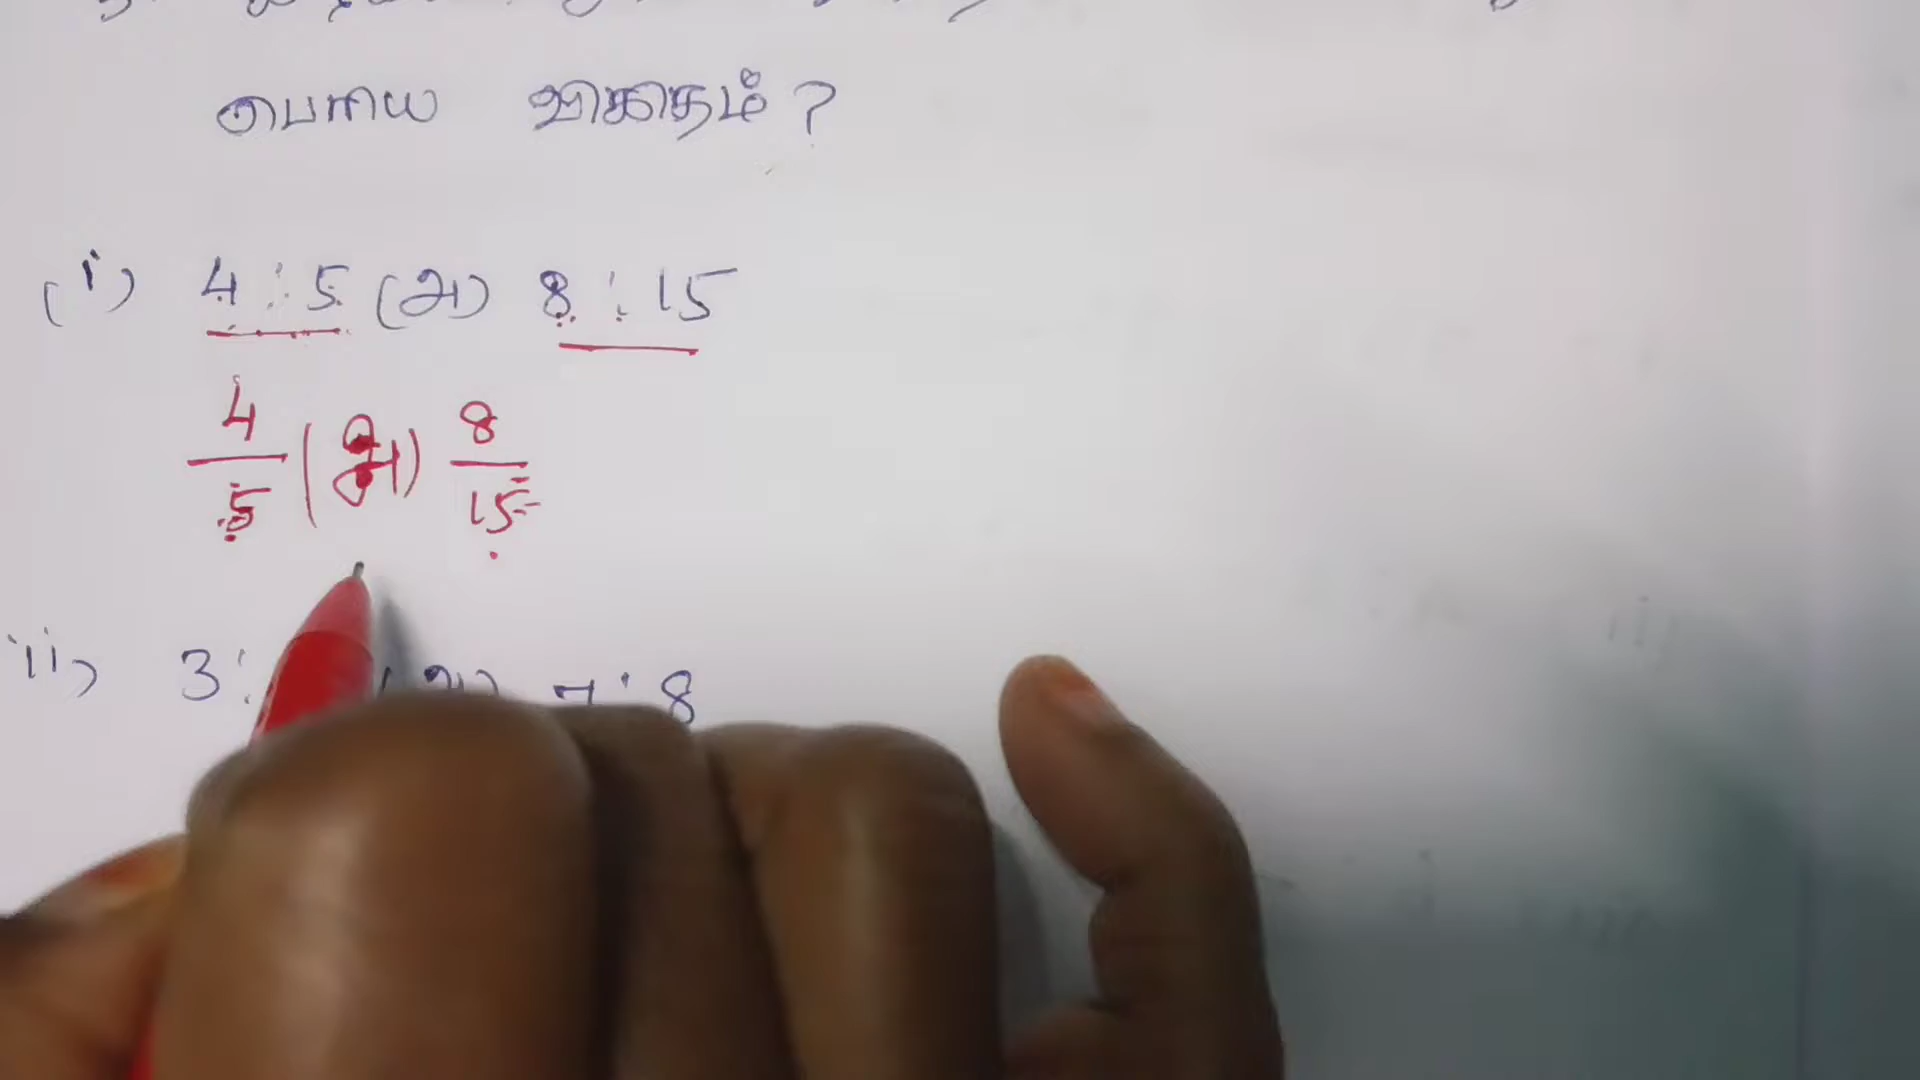 பெரிய விகிதம் ?
(i) 4 : 5 (அ) 8 : 15
4/5 (அ) 8/15
ii) 3 : (அ) 7 : 8